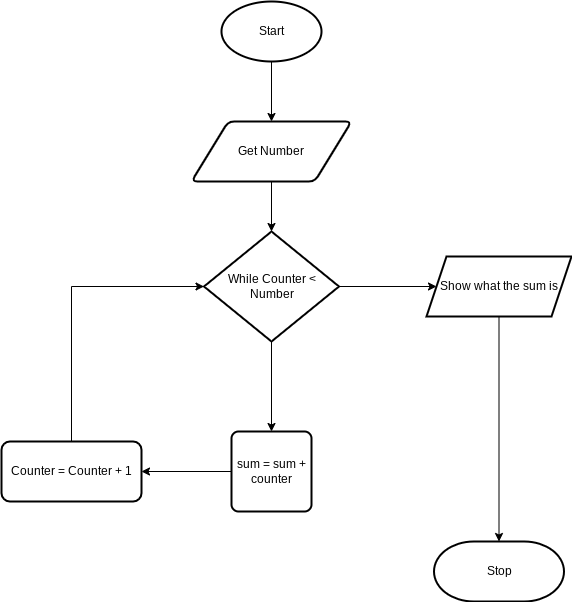 Start
Get Number
While Counter <
Number
Show what the sum is
sum = sum +
counter
Counter = Counter + 1
Stop